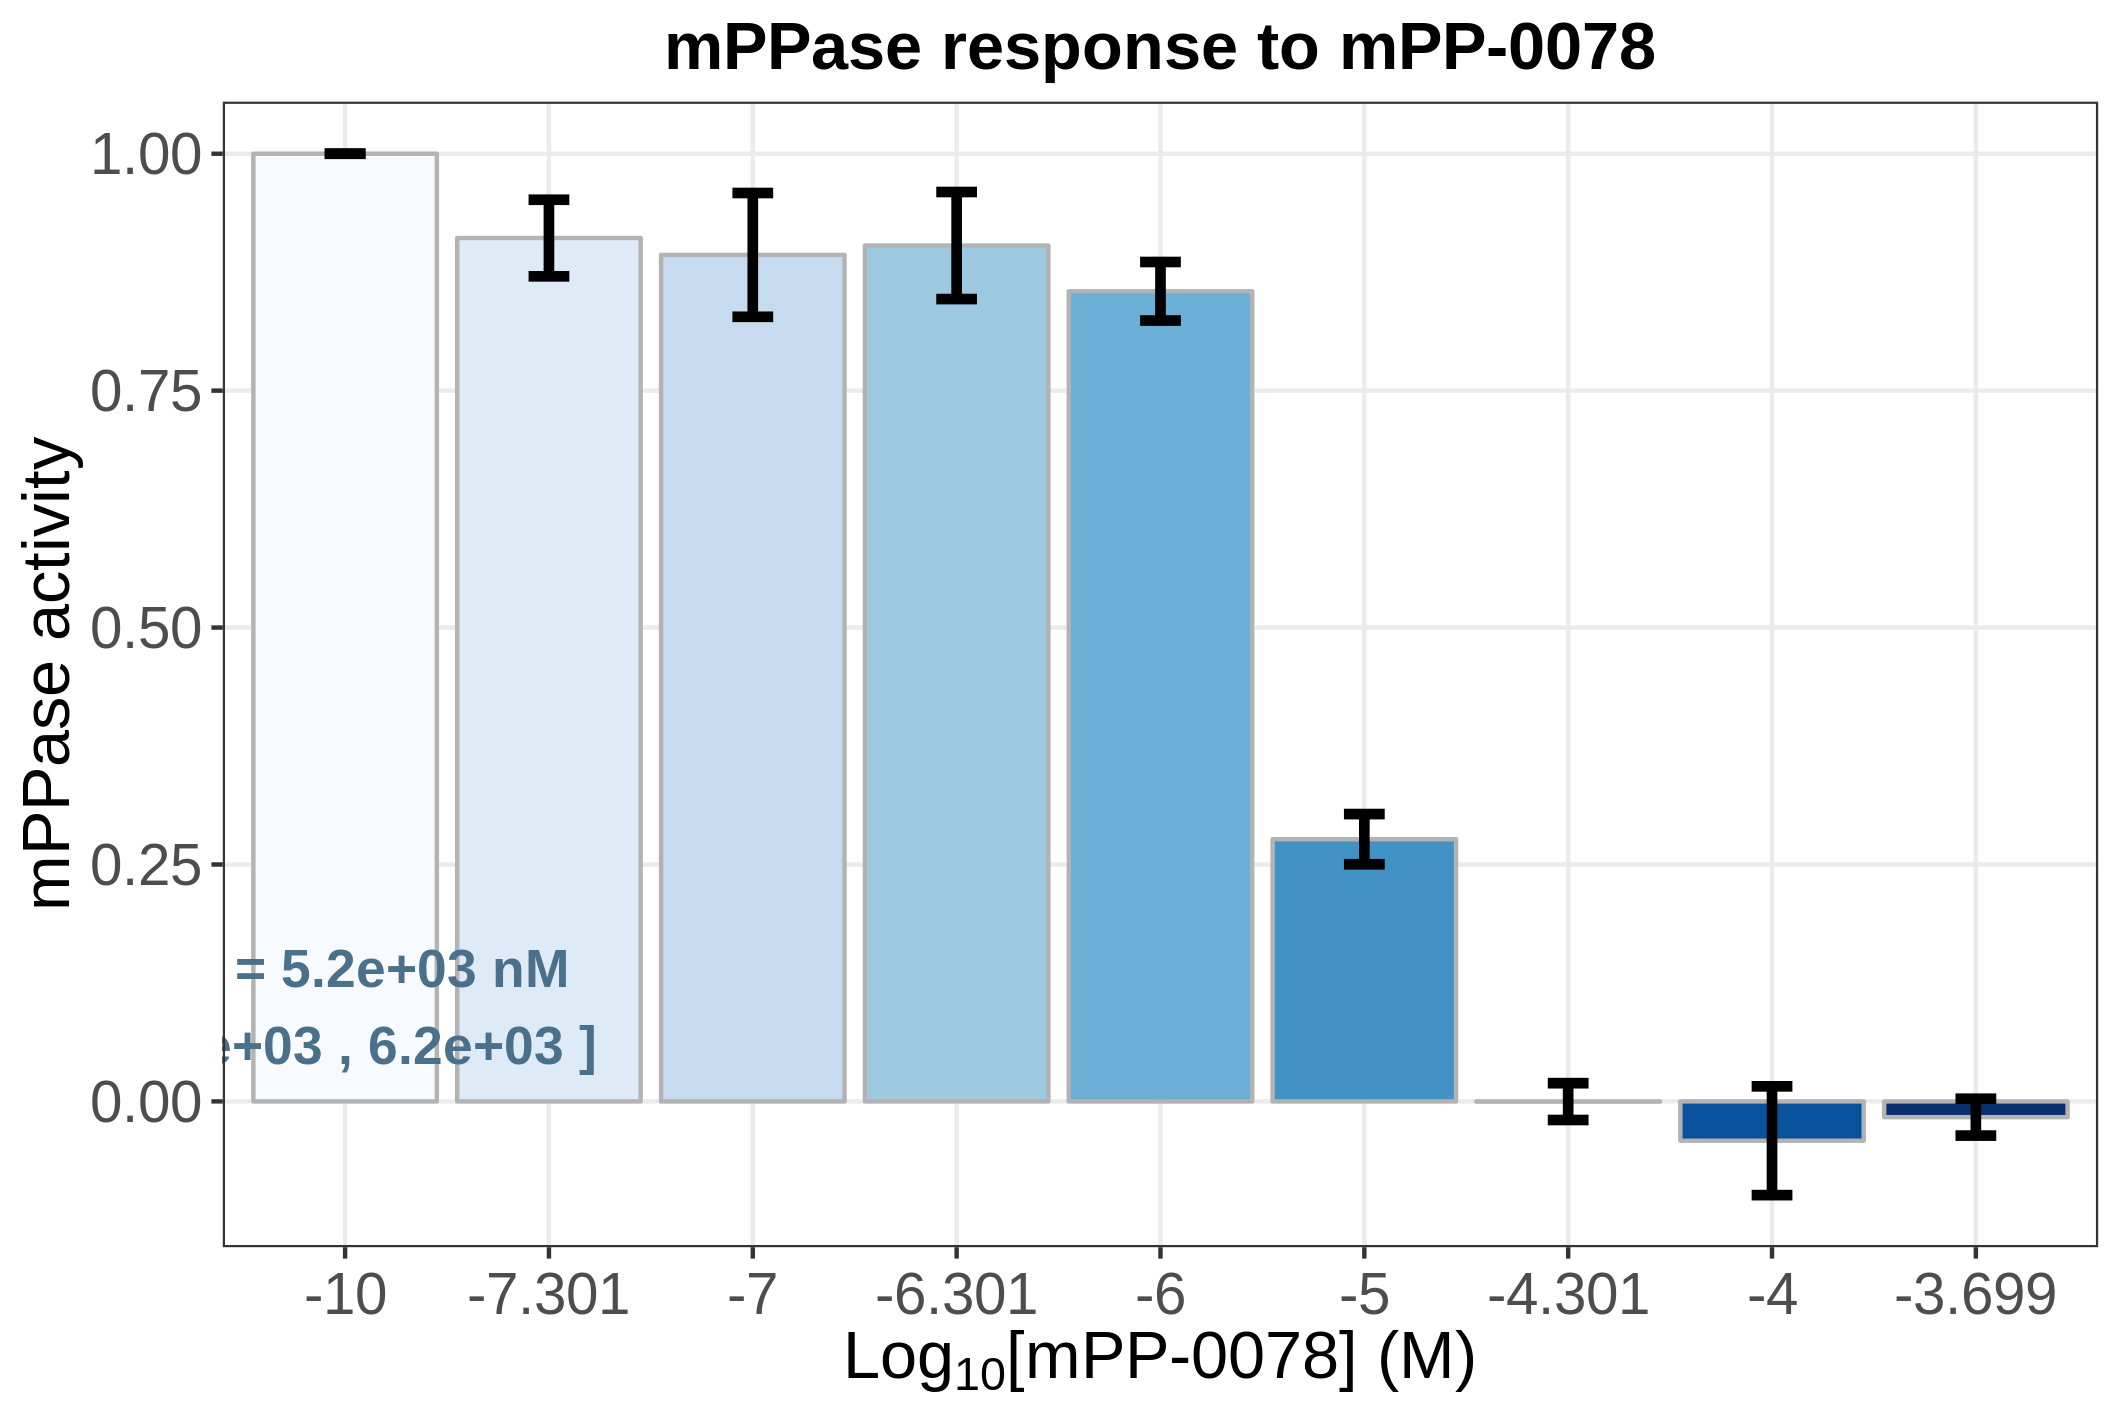 mPPase response to mPP-0078
mPPase activity
1.00
0.75
0.50
0.25
0.00
= 5.2e+03 nM
e+03 , 6.2e+03 ]
-10 -7.301 -7 -6.301 -6 -5 -4.301 -4 -3.699
Log10[mPP-0078] (M)